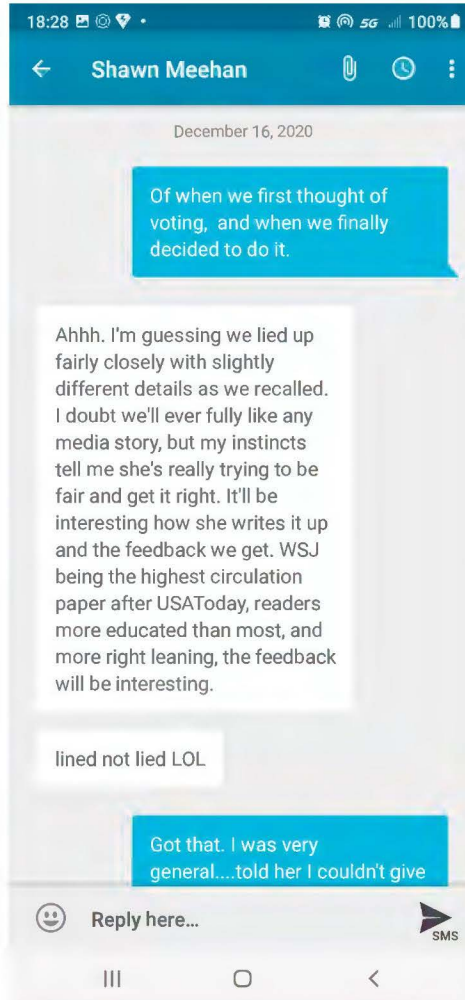 18:28
5G
100%
Shawn Meehan
December 16, 2020
Of when we first thought of
voting, and when we finally
decided to do it.
Ahhh. I'm guessing we lied up
fairly closely with slightly
different details as we recalled.
I doubt we'll ever fully like any
media story, but my instincts
tell me she's really trying to be
fair and get it right. It'll be
interesting how she writes it up
and the feedback we get. WSJ
being the highest circulation
paper after USAToday, readers
more educated than most, and
more right leaning, the feedback
will be interesting.
lined not lied LOL
Got that. I was very
general....told her I couldn't give
Reply here...
SMS